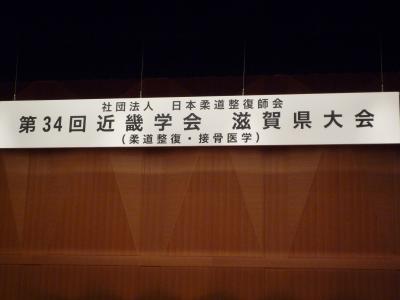 社団法人　日本柔道整復師会
第34回近畿学会　滋賀県大会
(柔道整復・接骨医学)